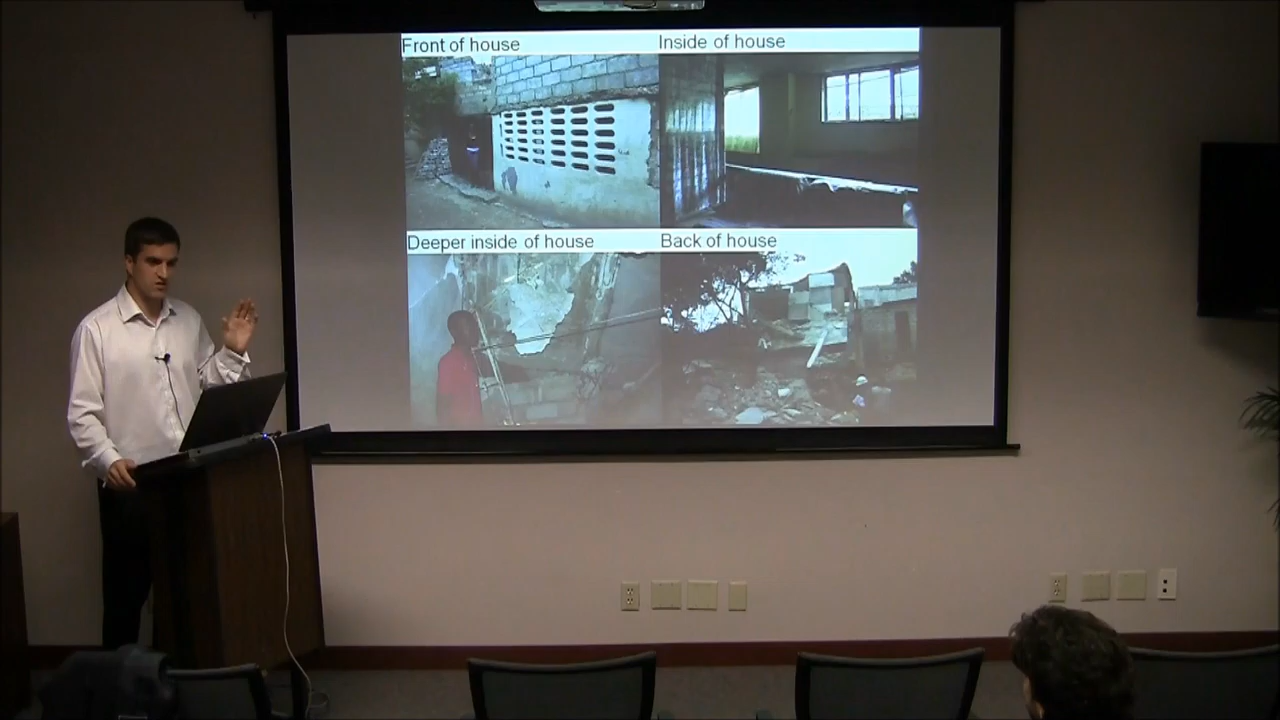 Front of house
Inside of house
Deeper inside of house
Back of house